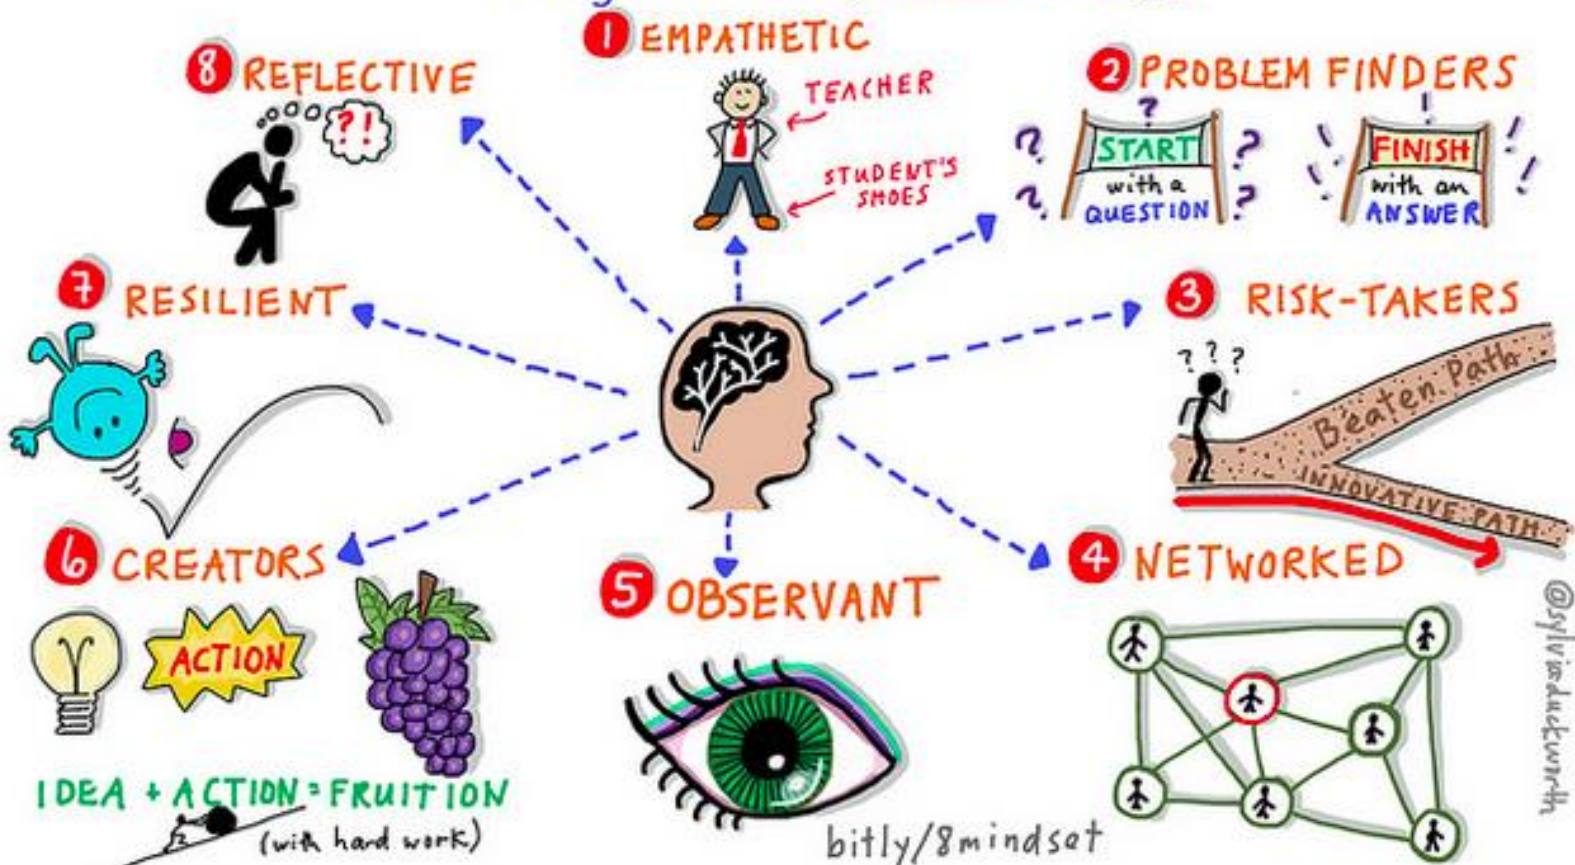 1 EMPATHETIC
TEACHER
STUDENT'S
SHOES
2 PROBLEM FINDERS
?
? START ?
with a
? QUESTION ?
! FINISH !
with an
ANSWER
3 RISK-TAKERS
? ? ?
Beaten Path
INNOVATIVE PATH
4 NETWORKED
5 OBSERVANT
6 CREATORS
ACTION
IDEA + ACTION = FRUITION
(with hard work)
7 RESILIENT
8 REFLECTIVE
?!
bitly/8mindset
@sylviaduckworth